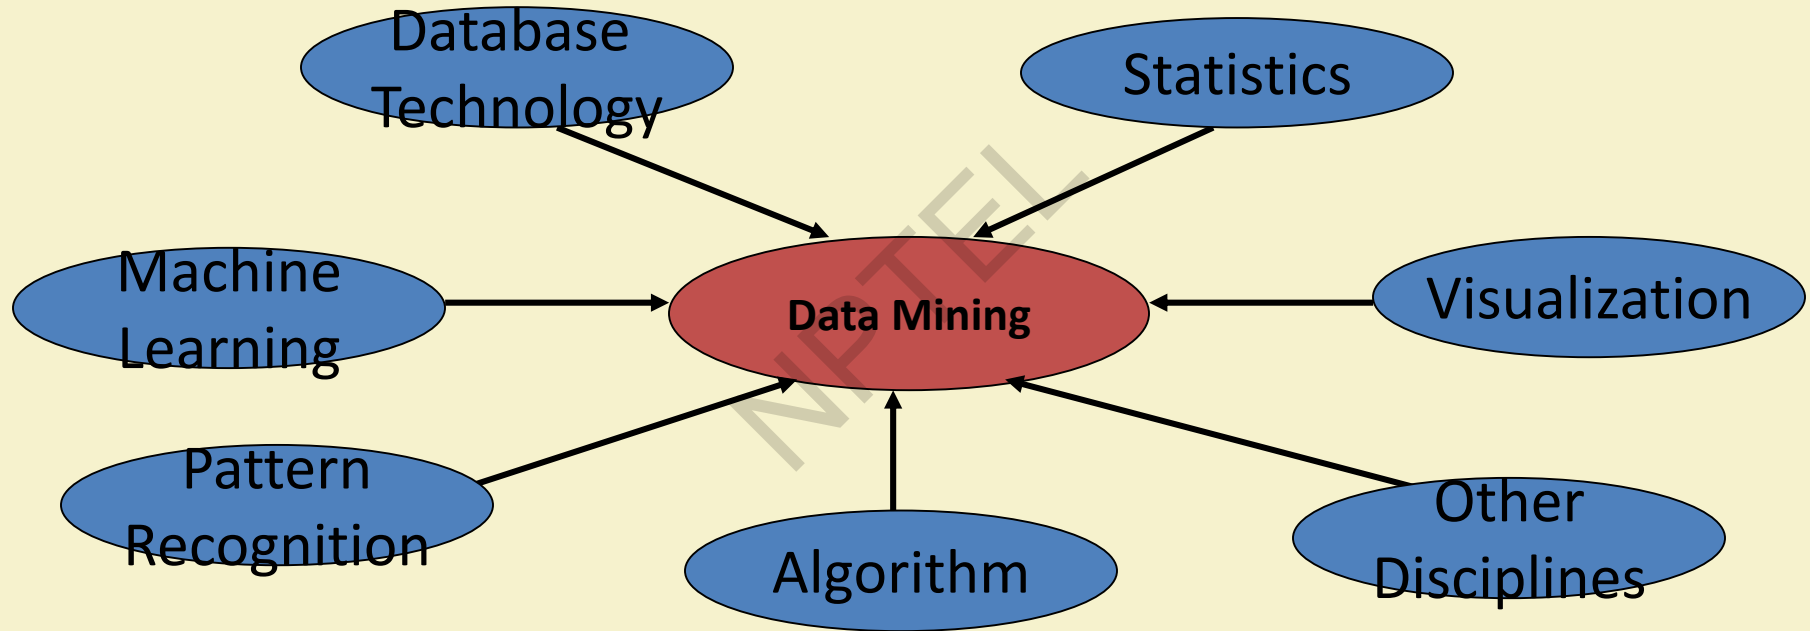 Database
Technology
Statistics
Machine
Learning
Data Mining
Visualization
Pattern
Recognition
Algorithm
Other
Disciplines
NPTEL